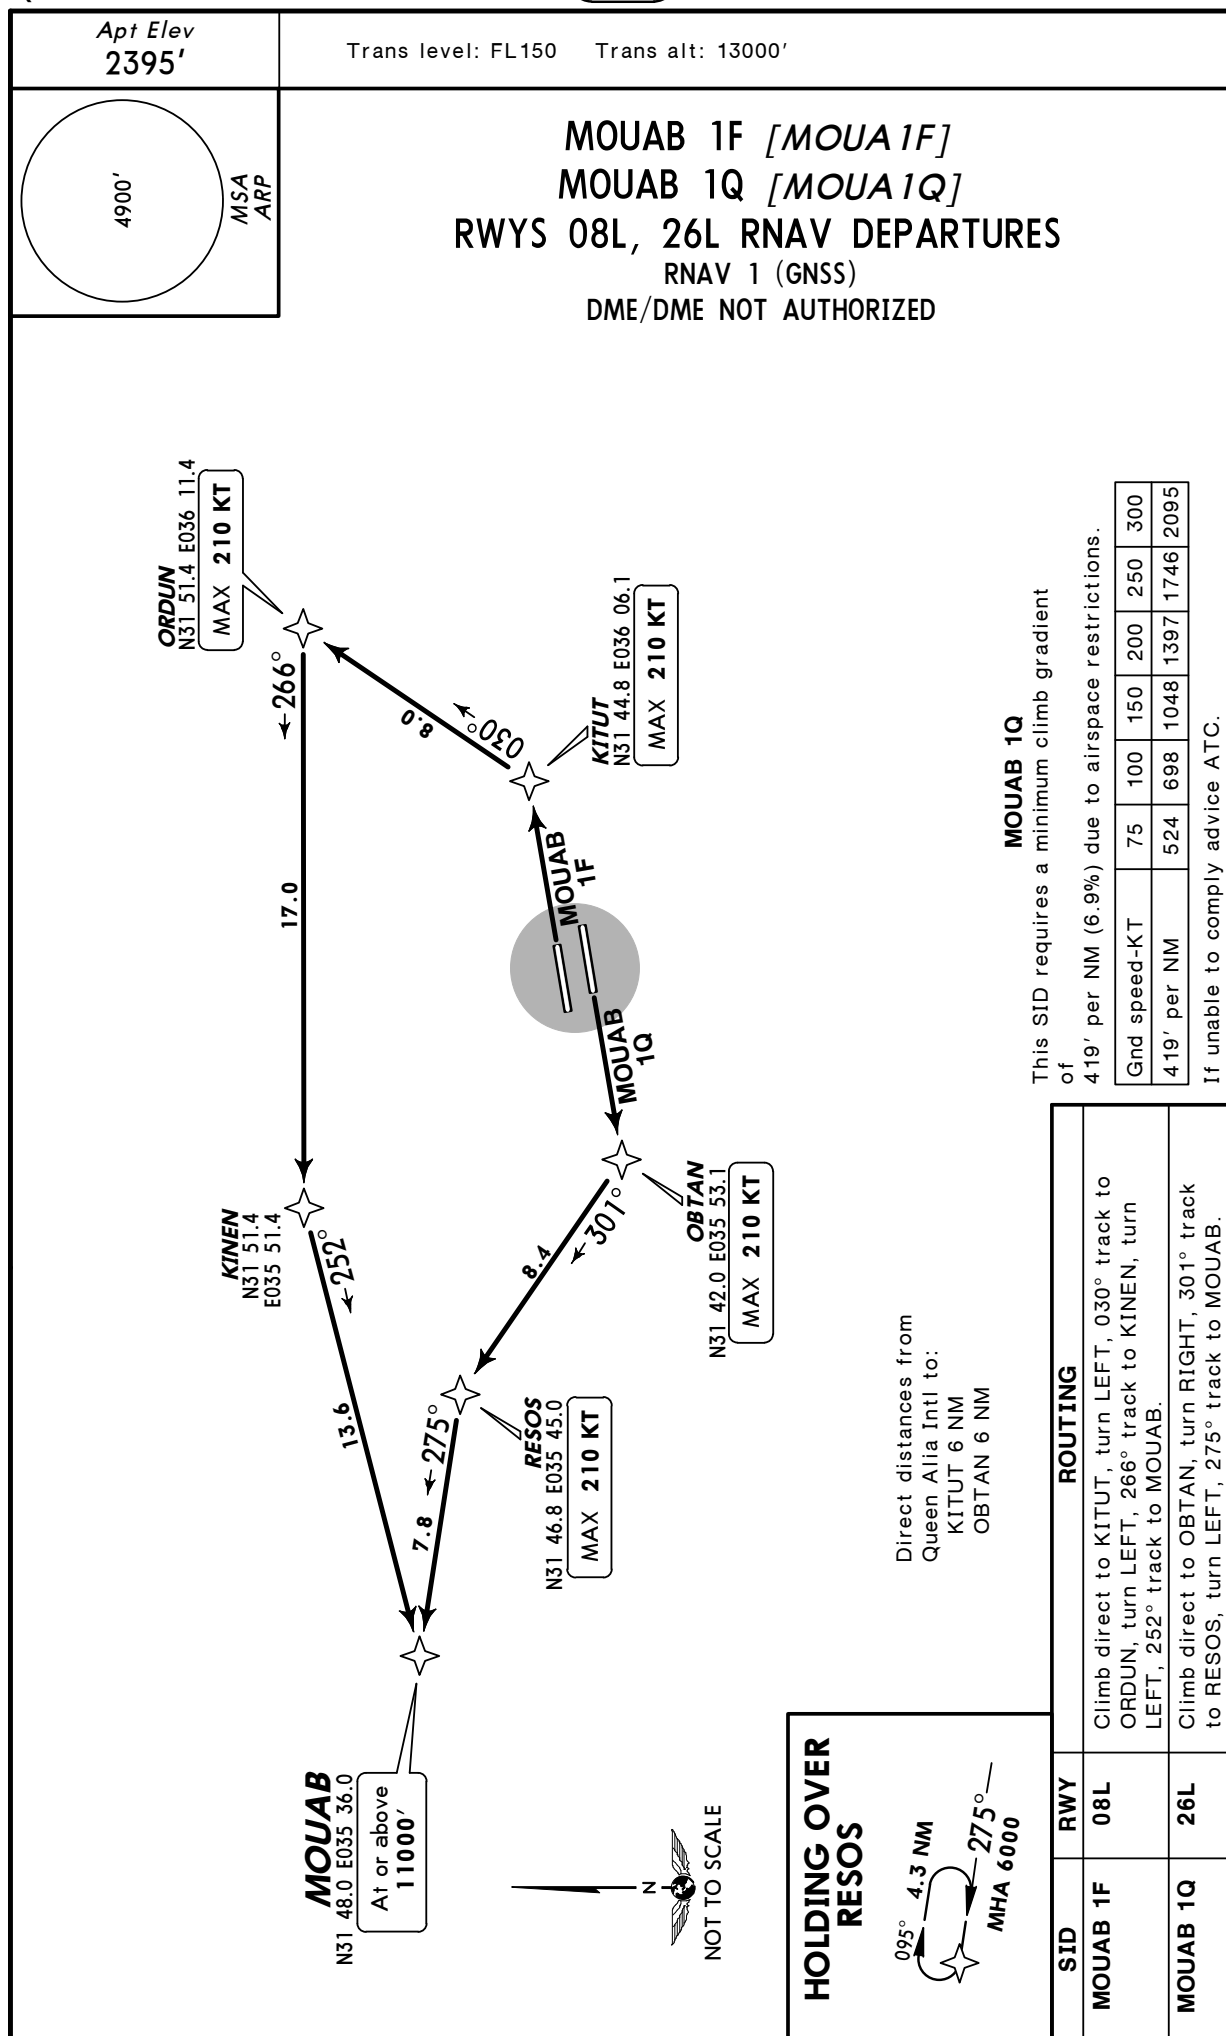 Apt Elev
2395'
Trans level: FL150 Trans alt: 13000'
4900'
MSA
ARP
MOUAB 1F [MOUA1F]
MOUAB 1Q [MOUA1Q]
RWYS 08L, 26L RNAV DEPARTURES
RNAV 1 (GNSS)
DME/DME NOT AUTHORIZED
ORDUN
N31 51.4 E036 11.4
MAX 210 KT
266°
17.0
8.0
030°
KITUT
N31 44.8 E036 06.1
MAX 210 KT
MOUAB
1F
MOUAB
1Q
KINEN
N31 51.4
E035 51.4
252°
13.6
OBTAN
N31 42.0 E035 53.1
MAX 210 KT
301°
8.4
RESOS
N31 46.8 E035 45.0
MAX 210 KT
275°
7.8
MOUAB
N31 48.0 E035 36.0
At or above
11000'
N
NOT TO SCALE
Direct distances from
Queen Alia Intl to:
KITUT 6 NM
OBTAN 6 NM
MOUAB 1Q
This SID requires a minimum climb gradient
of
419' per NM (6.9%) due to airspace restrictions.
Gnd speed-KT 75 100 150 200 250 300
419' per NM 524 698 1048 1397 1746 2095
If unable to comply advice ATC.
HOLDING OVER
RESOS
095°
4.3 NM
275°
MHA 6000
SID RWY ROUTING
MOUAB 1F 08L Climb direct to KITUT, turn LEFT, 030° track to
ORDUN, turn LEFT, 266° track to KINEN, turn
LEFT, 252° track to MOUAB.
MOUAB 1Q 26L Climb direct to OBTAN, turn RIGHT, 301° track
to RESOS, turn LEFT, 275° track to MOUAB.